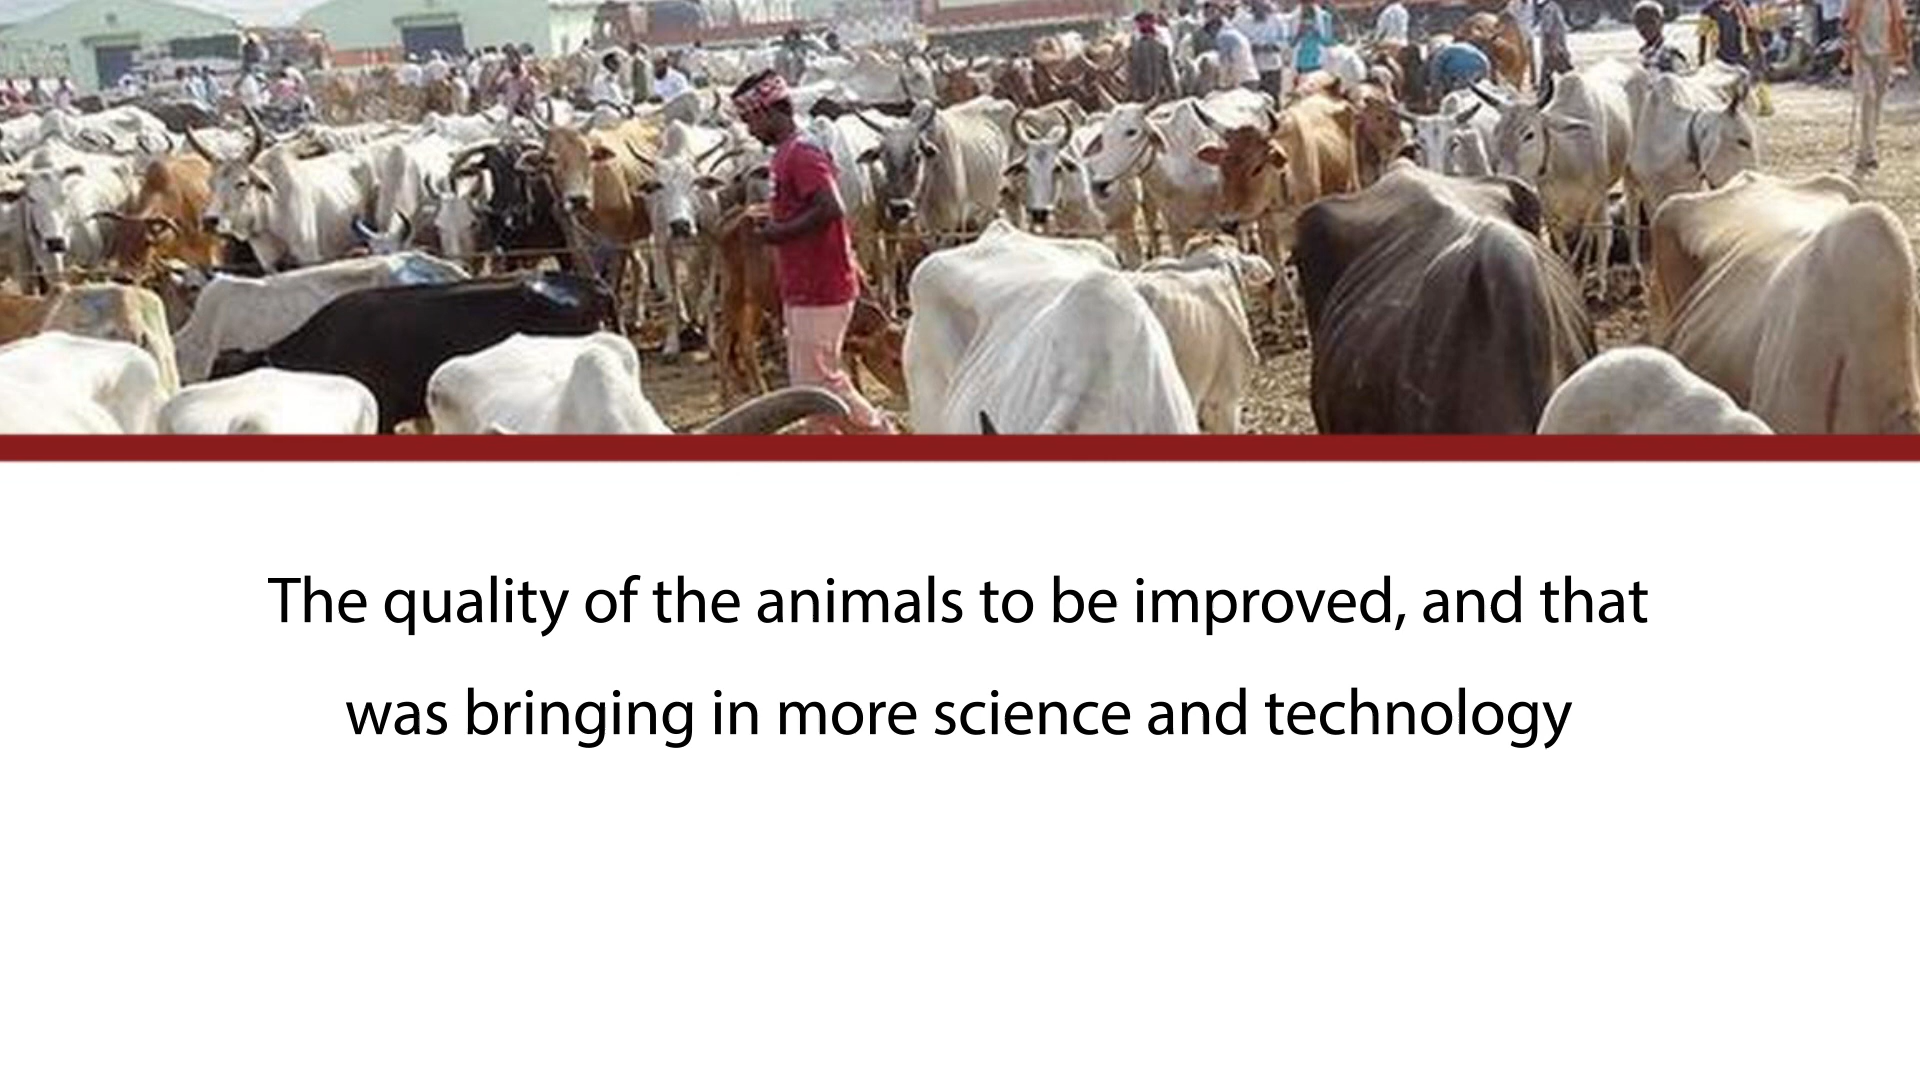 The quality of the animals to be improved, and that
was bringing in more science and technology